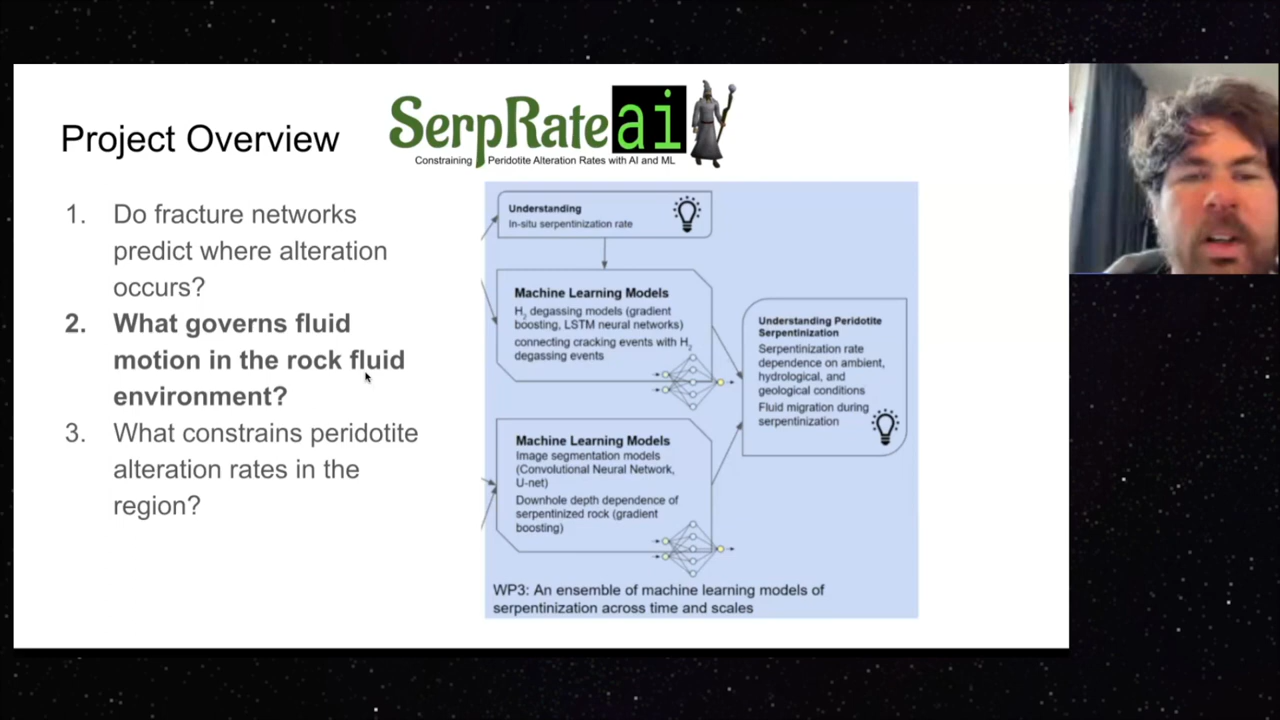 Project Overview
SerpRateai
Constraining Peridotite Alteration Rates with AI and ML
1. Do fracture networks
predict where alteration
occurs?
2. What governs fluid
motion in the rock fluid
environment?
3. What constrains peridotite
alteration rates in the
region?
Understanding
In-situ serpentinization rate
Machine Learning Models
H2 degassing models (gradient
boosting, LSTM neural networks)
connecting cracking events with H2
degassing events
Machine Learning Models
Image segmentation models
(Convolutional Neural Network,
U-net)
Downhole depth dependence of
serpentinized rock (gradient
boosting)
Understanding Peridotite
Serpentinization
Serpentinization rate
dependence on ambient,
hydrological, and
geological conditions
Fluid migration during
serpentinization
WP3: An ensemble of machine learning models of
serpentinization across time and scales